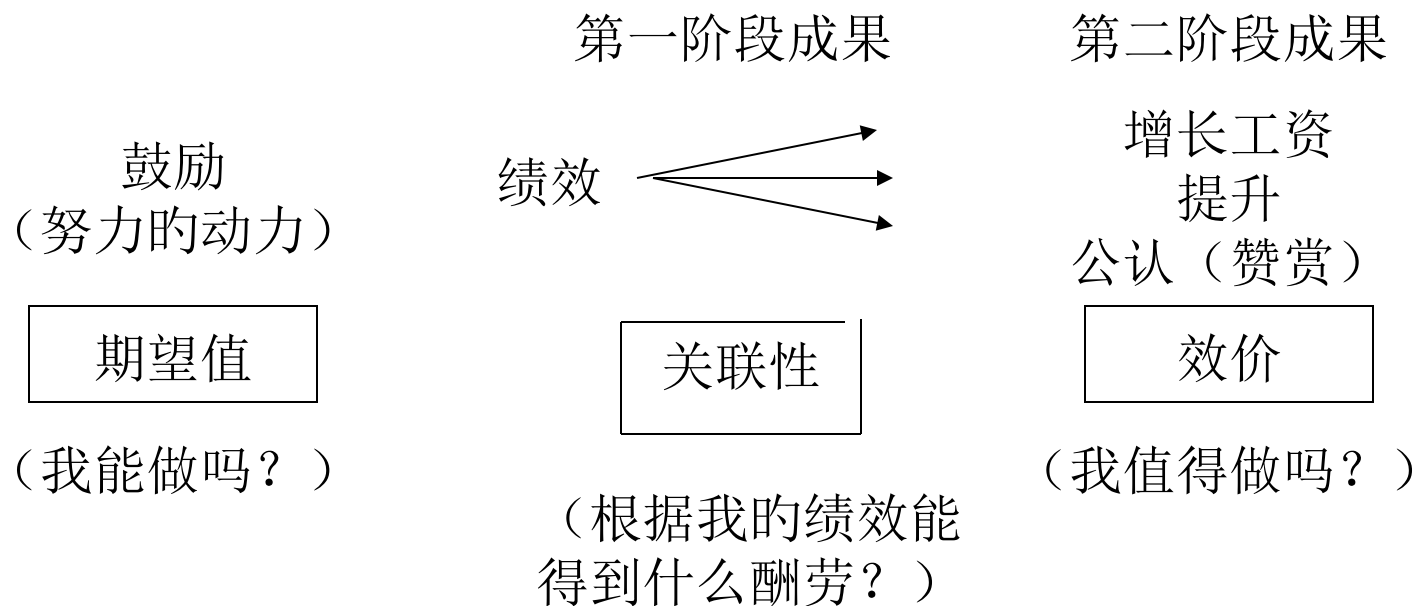 第一阶段成果
第二阶段成果
鼓励
（努力旳动力）
绩效
增长工资
提升
公认（赞赏）
期望值
关联性
效价
（我能做吗？）
（根据我旳绩效能
得到什么酬劳？）
（我值得做吗？）